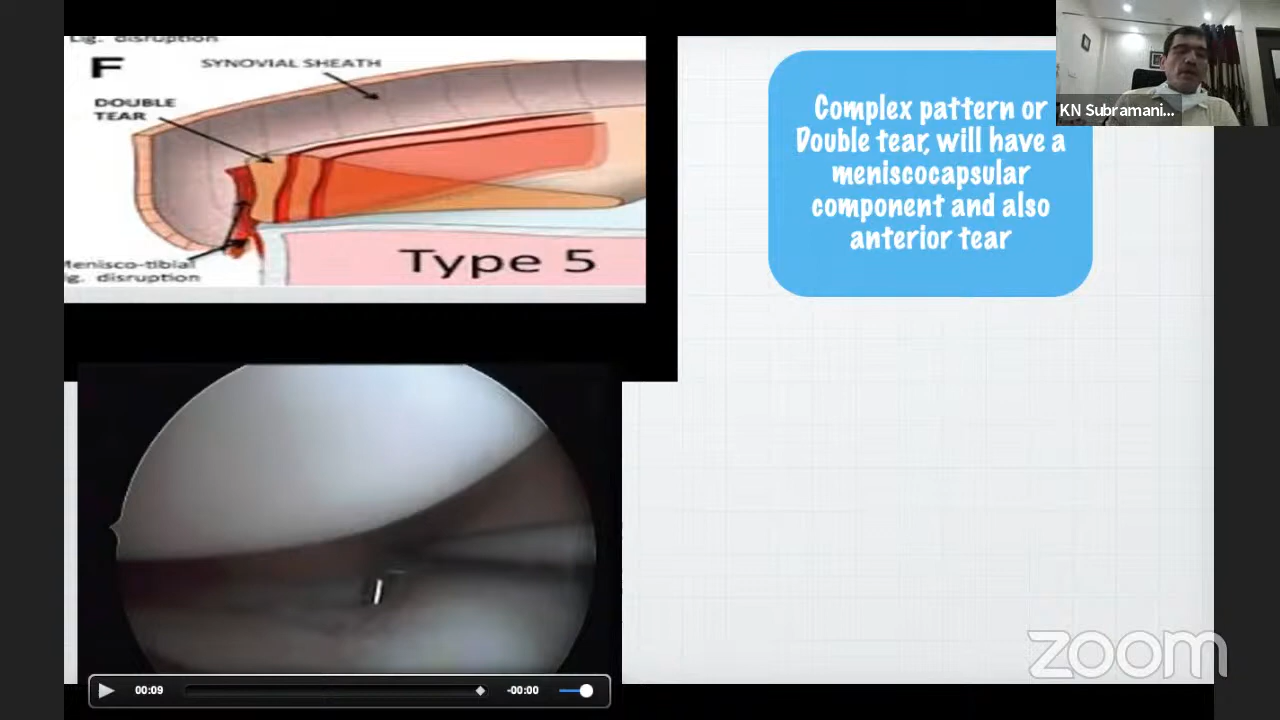 Lig. disruption
F
SYNOVIAL SHEATH
DOUBLE
TEAR
Menisco-tibial
lig. disruption
Type 5
Complex pattern or
Double tear, will have a
meniscocapsular
component and also
anterior tear
KN Subramani...
00:09
-00:00
zoom